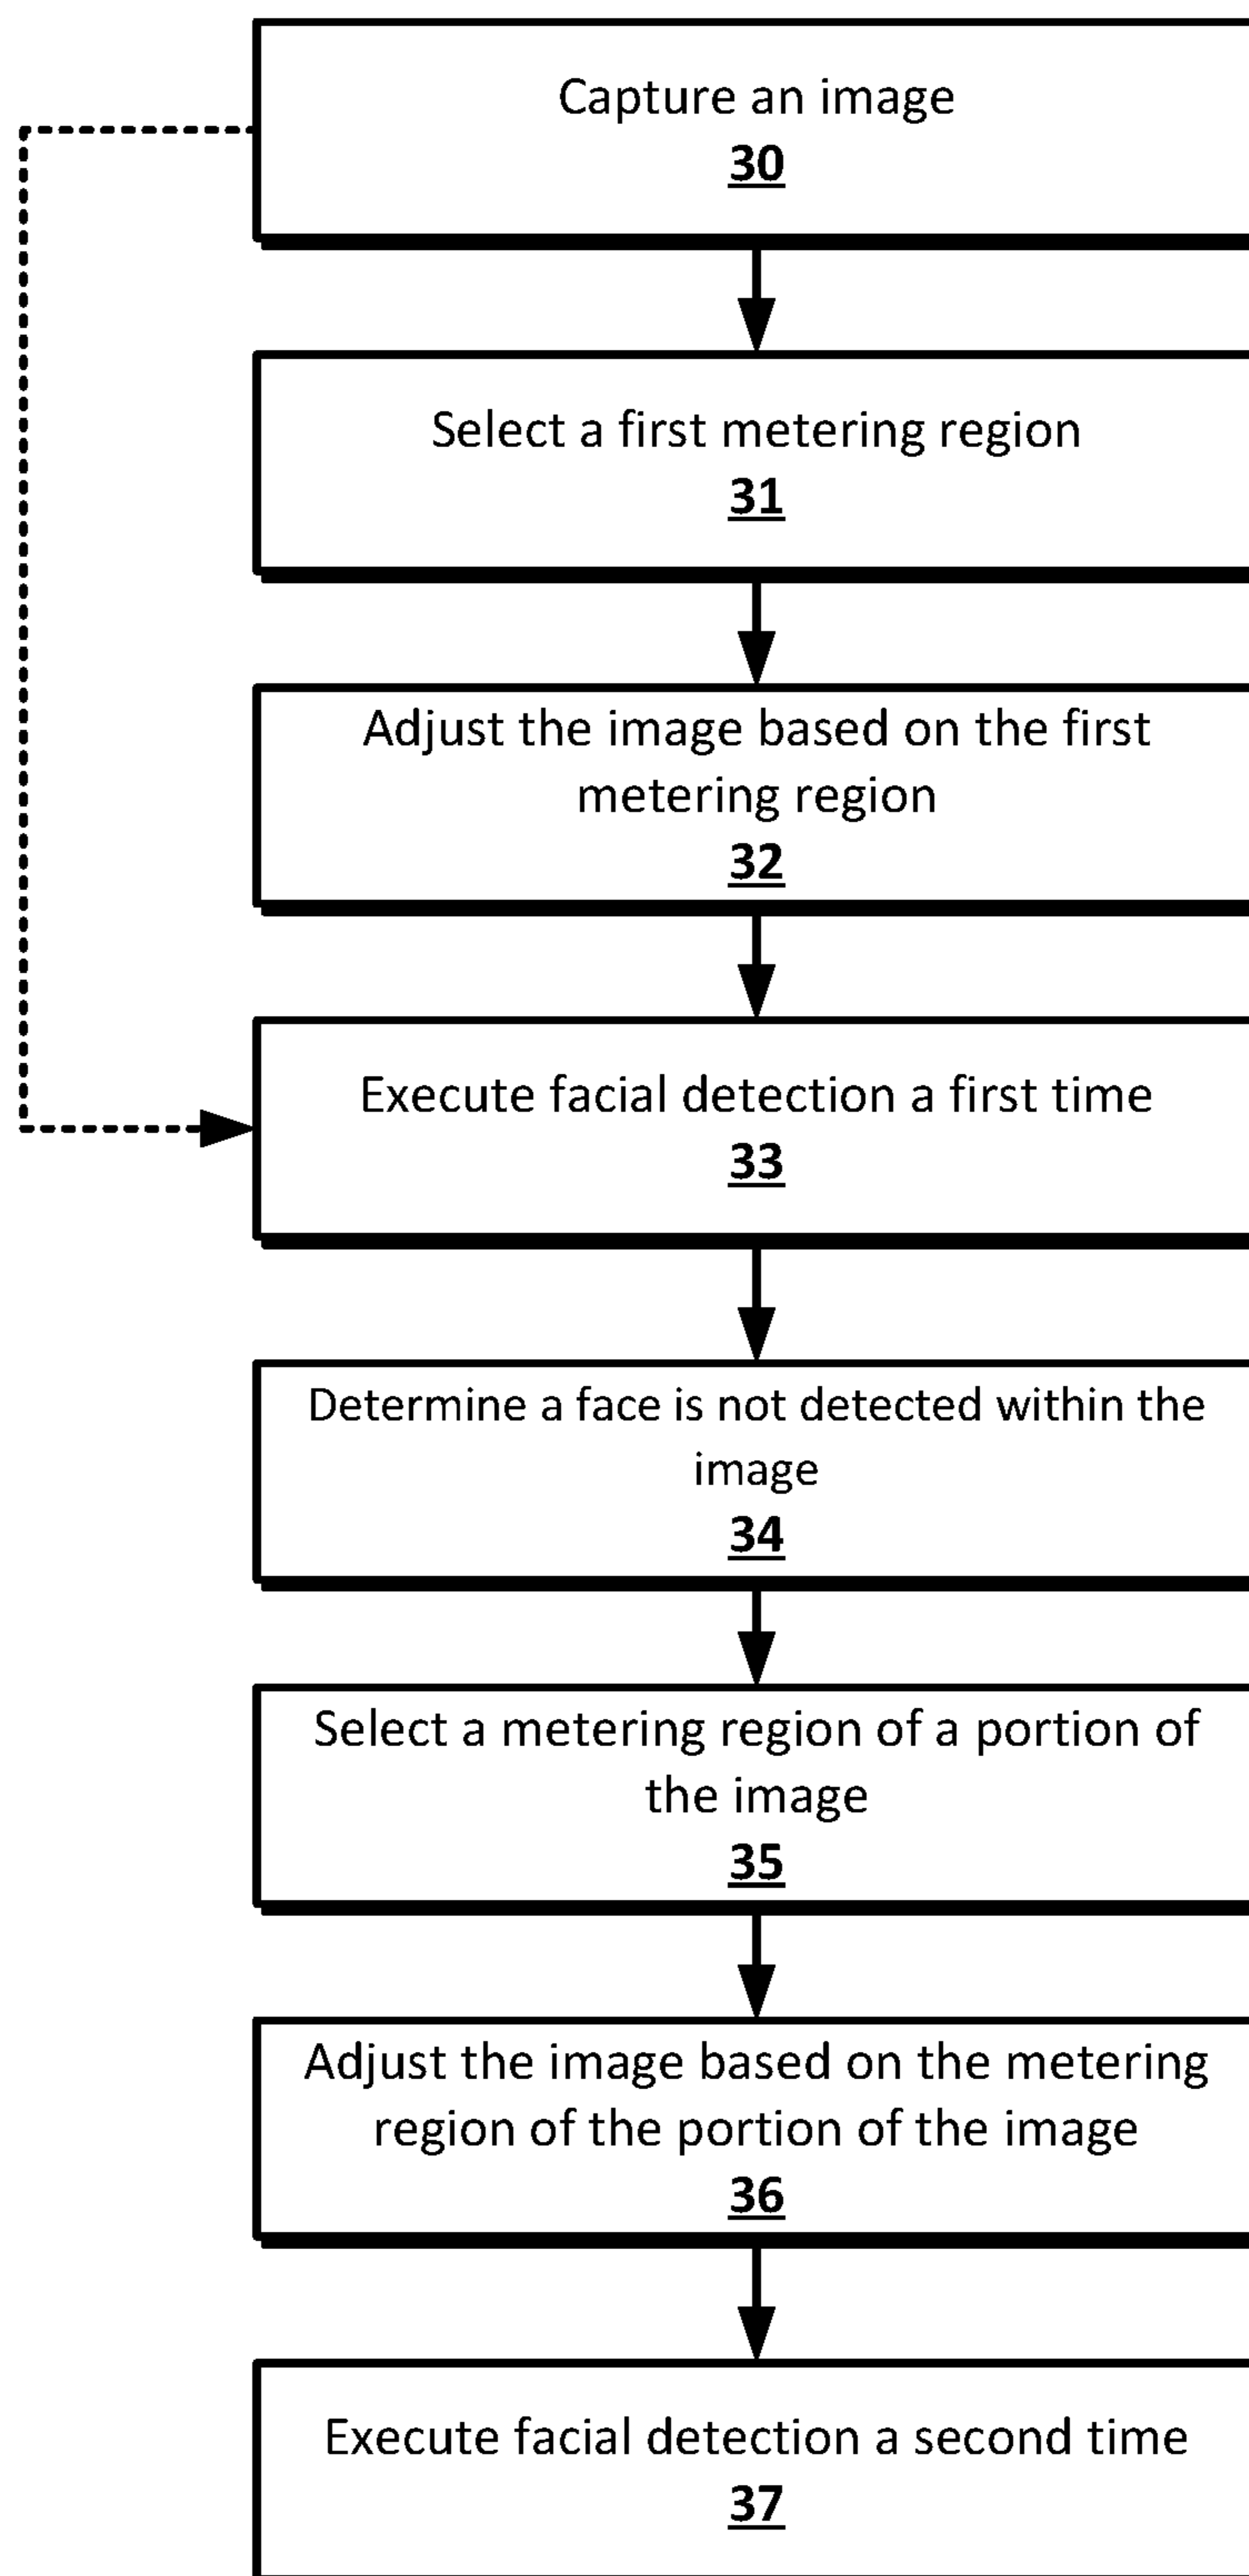 Capture an image
30
Select a first metering region
31
Adjust the image based on the first
metering region
32
Execute facial detection a first time
33
Determine a face is not detected within the
image
34
Select a metering region of a portion of
the image
35
Adjust the image based on the metering
region of the portion of the image
36
Execute facial detection a second time
37